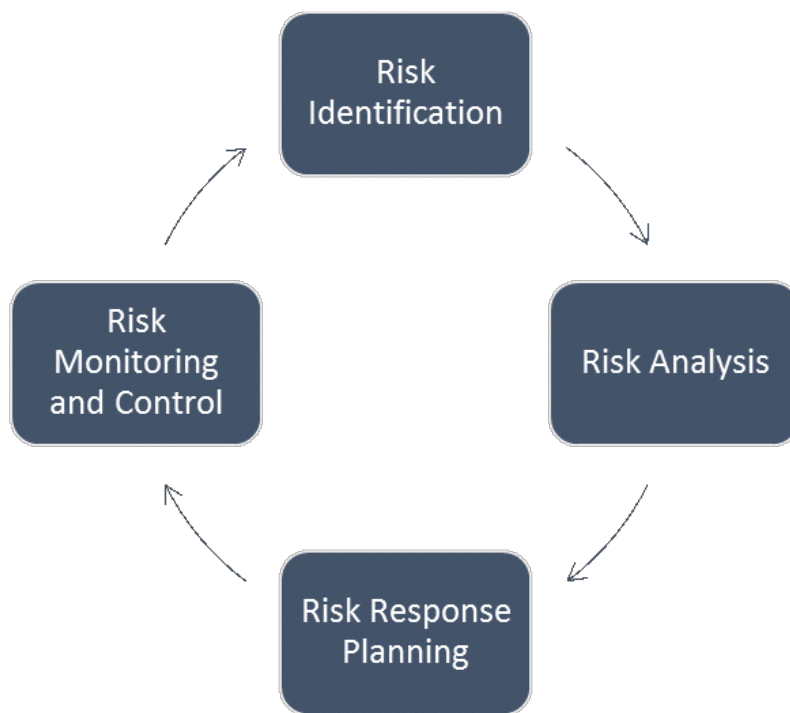 Risk
Identification
Risk Analysis
Risk Response
Planning
Risk
Monitoring
and Control